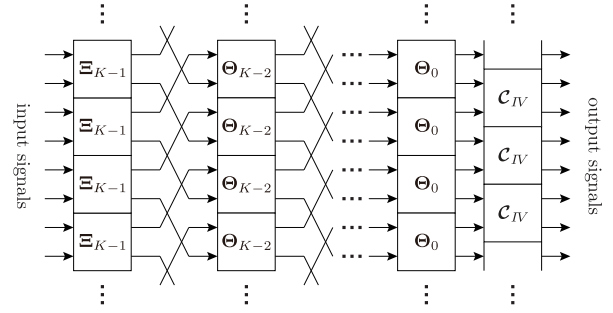 input signals
Ξ_{K−1}
Ξ_{K−1}
Ξ_{K−1}
Ξ_{K−1}
Θ_{K−2}
Θ_{K−2}
Θ_{K−2}
Θ_{K−2}
Θ_0
Θ_0
Θ_0
Θ_0
C_{IV}
C_{IV}
C_{IV}
output signals